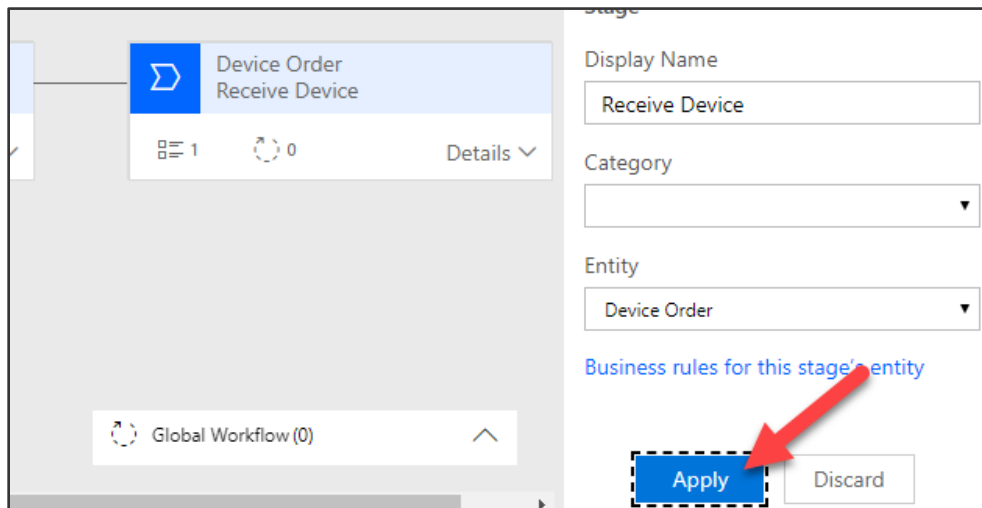 Stage
Device Order
Receive Device
1
0
Details
Global Workflow (0)
Display Name
Receive Device
Category
Entity
Device Order
Business rules for this stage's entity
Apply
Discard